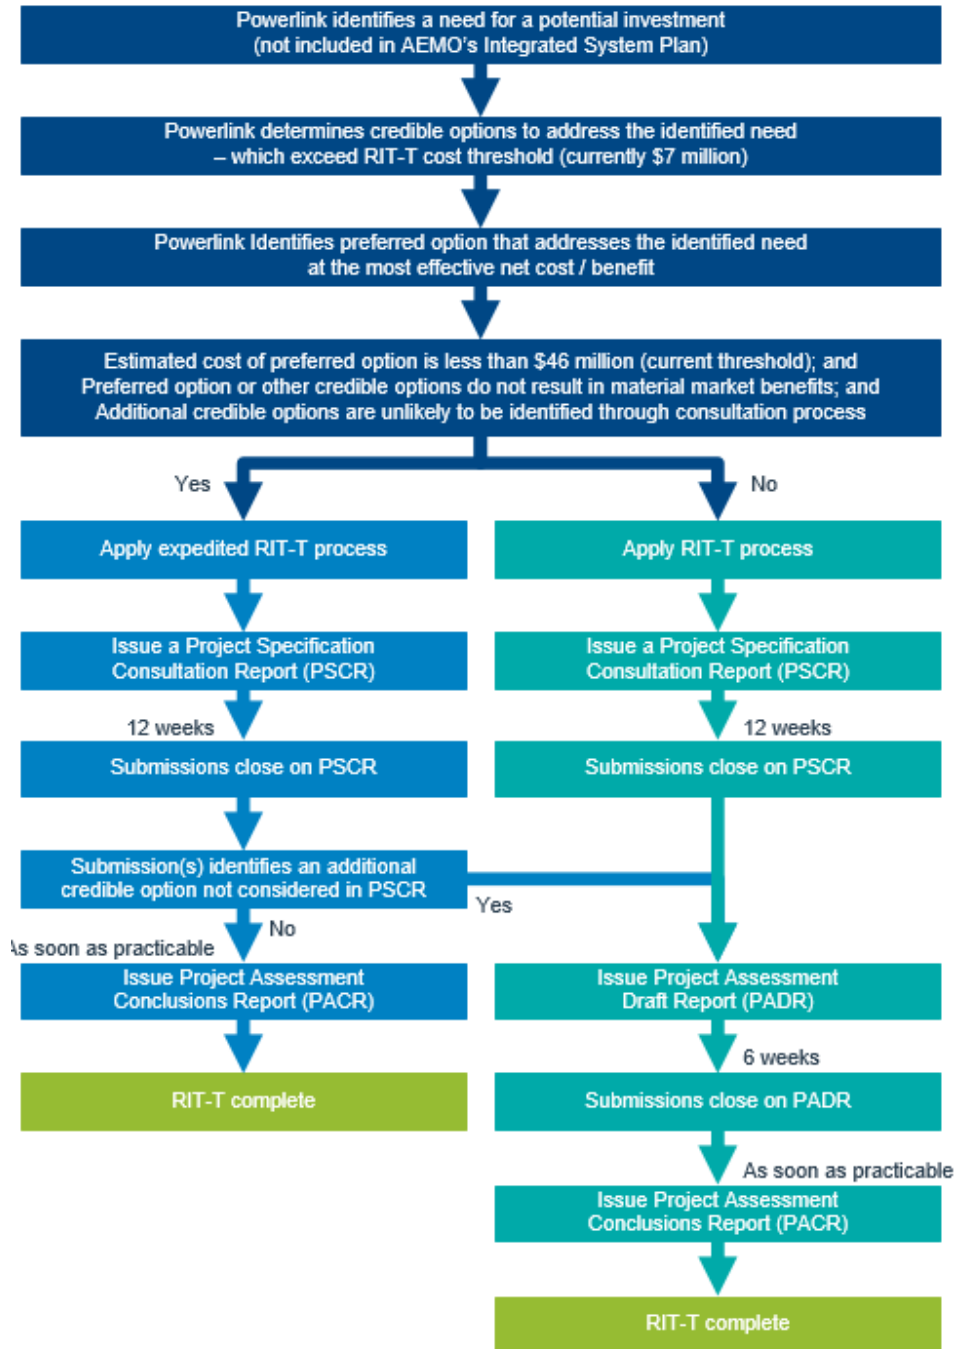 Powerlink identifies a need for a potential investment
(not included in AEMO's Integrated System Plan)
Powerlink determines credible options to address the identified need
– which exceed RIT-T cost threshold (currently $7 million)
Powerlink Identifies preferred option that addresses the identified need
at the most effective net cost / benefit
Estimated cost of preferred option is less than $46 million (current threshold); and
Preferred option or other credible options do not result in material market benefits; and
Additional credible options are unlikely to be identified through consultation process
Yes
No
Apply expedited RIT-T process
Apply RIT-T process
Issue a Project Specification
Consultation Report (PSCR)
Issue a Project Specification
Consultation Report (PSCR)
12 weeks
12 weeks
Submissions close on PSCR
Submissions close on PSCR
Submission(s) identifies an additional
credible option not considered in PSCR
Yes
No
As soon as practicable
Issue Project Assessment
Conclusions Report (PACR)
Issue Project Assessment
Draft Report (PADR)
6 weeks
RIT-T complete
Submissions close on PADR
As soon as practicable
Issue Project Assessment
Conclusions Report (PACR)
RIT-T complete